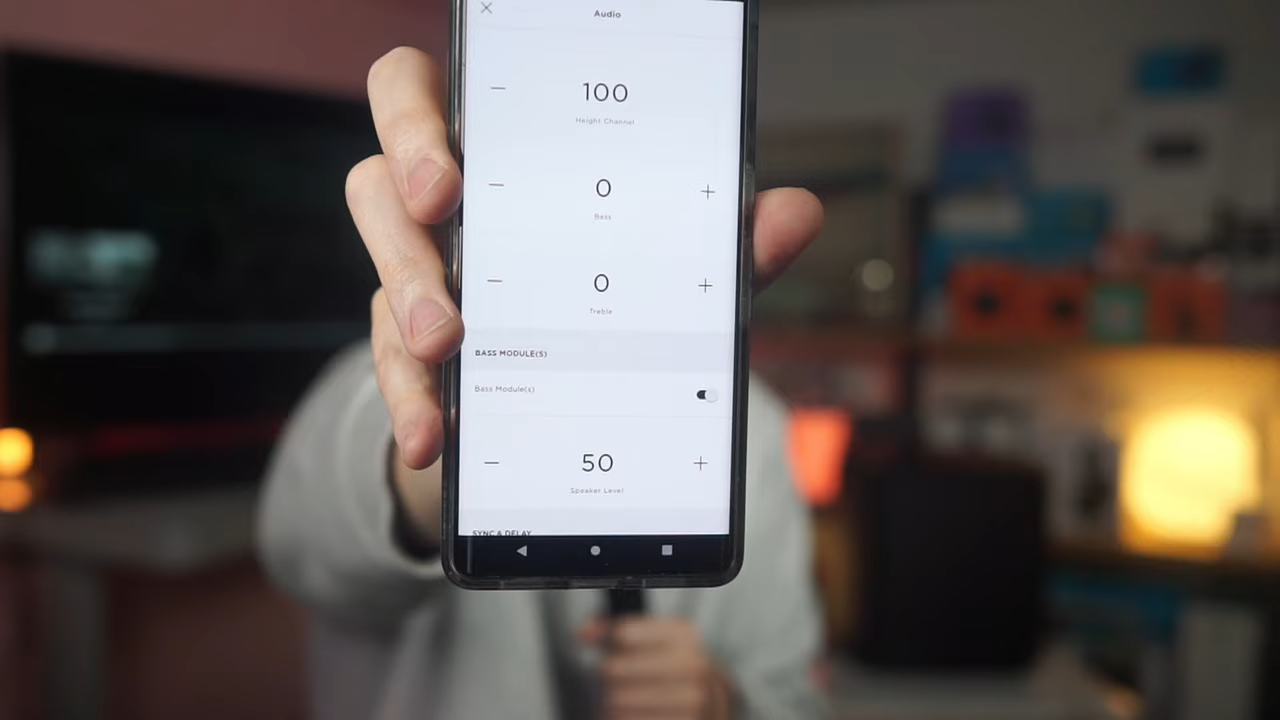 Audio
— 100
Height Channel
— 0 +
Bass
— 0 +
Treble
BASS MODULE(S)
Bass Module(s)
— 50 +
Speaker Level
SYNC & DELAY